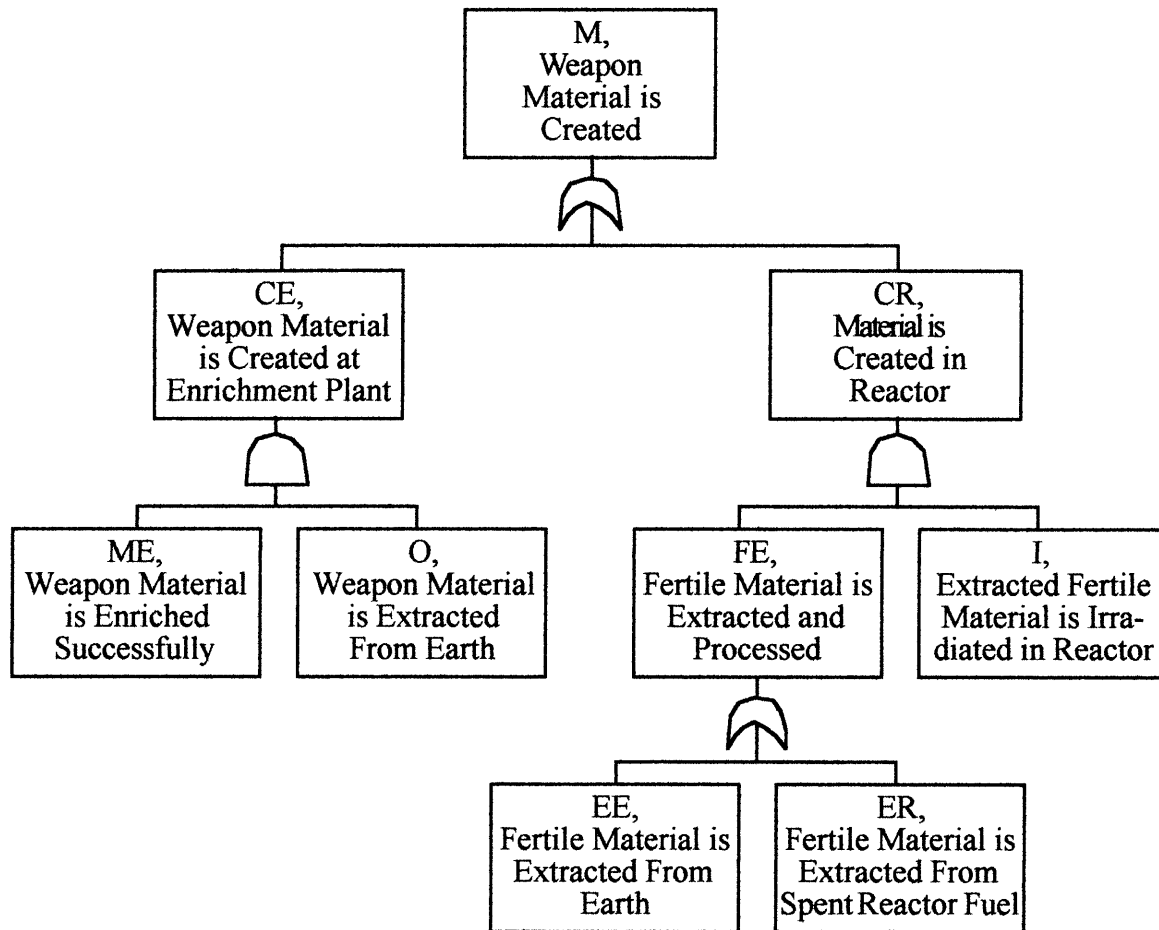 M,
Weapon
Material is
Created
CE,
Weapon Material
is Created at
Enrichment Plant
CR,
Material is
Created in
Reactor
ME,
Weapon Material
is Enriched
Successfully
O,
Weapon Material
is Extracted
From Earth
FE,
Fertile Material is
Extracted and
Processed
I,
Extracted Fertile
Material is Irra-
diated in Reactor
EE,
Fertile Material is
Extracted From
Earth
ER,
Fertile Material is
Extracted From
Spent Reactor Fuel